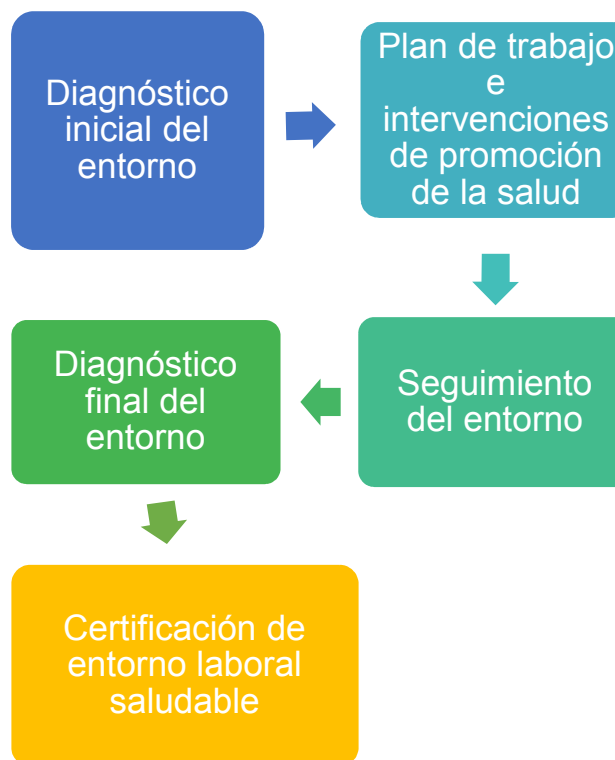 Diagnóstico
inicial del
entorno
Plan de trabajo
e
intervenciones
de promoción
de la salud
Seguimiento
del entorno
Diagnóstico
final del
entorno
Certificación de
entorno laboral
saludable